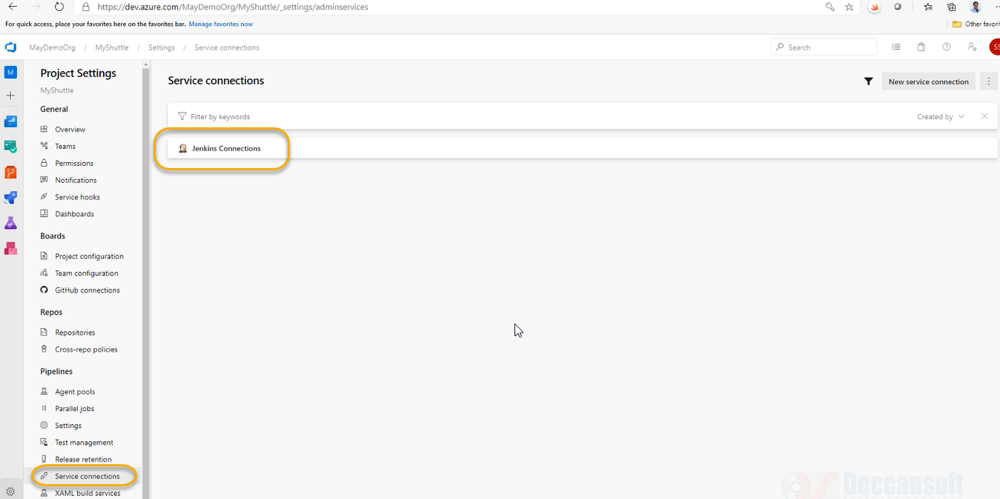 https://dev.azure.com/MayDemoOrg/MyShuttle/_settings/adminservices
For quick access, place your favorites here on the favorites bar. Manage favorites now
Other favorit
MayDemoOrg / MyShuttle / Settings / Service connections
Search
SS
M
Project Settings
MyShuttle
General
Overview
Teams
Permissions
Notifications
Service hooks
Dashboards
Boards
Project configuration
Team configuration
GitHub connections
Repos
Repositories
Cross-repo policies
Pipelines
Agent pools
Parallel jobs
Settings
Test management
Release retention
Service connections
XAML build services
Service connections
New service connection
Filter by keywords
Created by
Jenkins Connections
Deccansoft